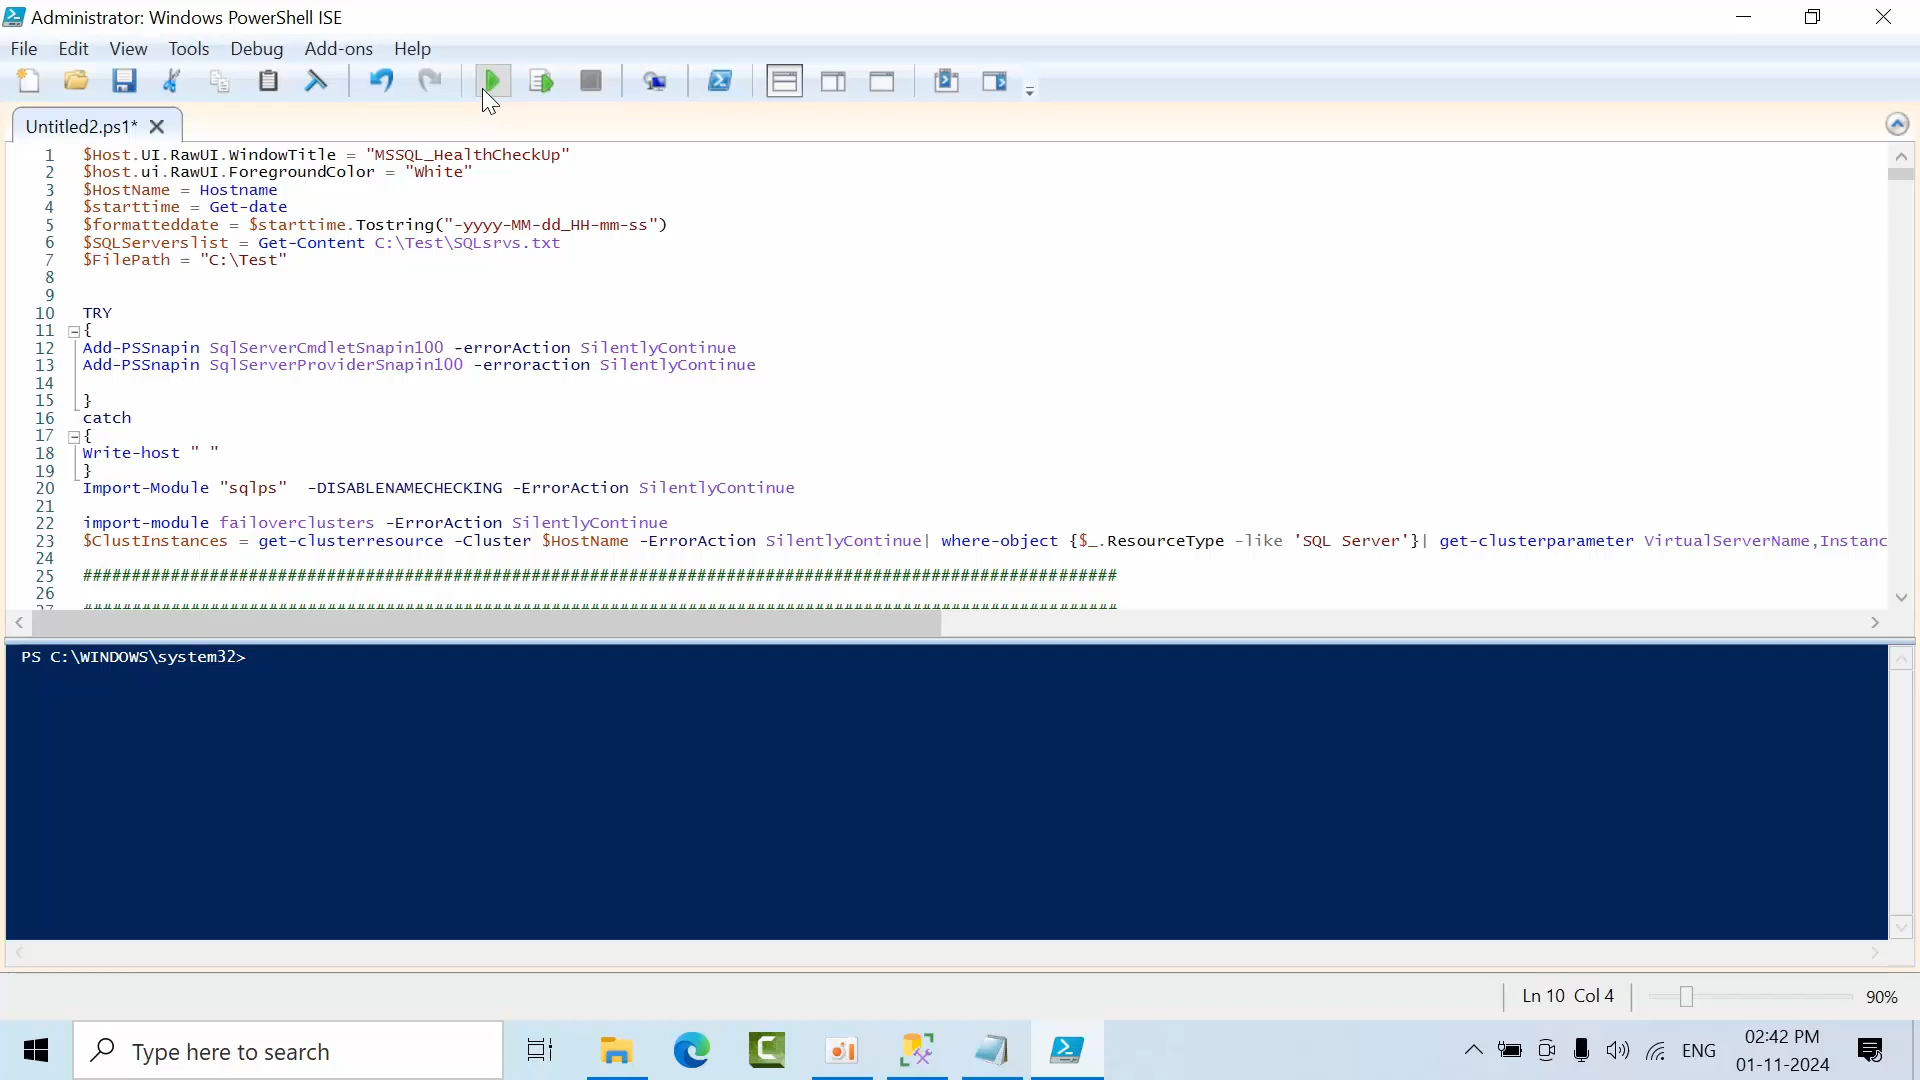 Administrator: Windows PowerShell ISE
File Edit View Tools Debug Add-ons Help
Untitled2.ps1*
1 $Host.UI.RawUI.WindowTitle = "MSSQL_HealthCheckUp"
2 $host.ui.RawUI.ForegroundColor = "White"
3 $HostName = Hostname
4 $starttime = Get-date
5 $formatteddate = $starttime.Tostring("-yyyy-MM-dd_HH-mm-ss")
6 $SQLServerslist = Get-Content C:\Test\SQLsrvs.txt
7 $FilePath = "C:\Test"
8
9
10 TRY
11 {
12 Add-PSSnapin SqlServerCmdletSnapin100 -errorAction SilentlyContinue
13 Add-PSSnapin SqlServerProviderSnapin100 -erroraction SilentlyContinue
14
15 }
16 catch
17 {
18 Write-host " "
19 }
20 Import-Module "sqlps"  -DISABLENAMECHECKING -ErrorAction SilentlyContinue
21
22 import-module failoverclusters -ErrorAction SilentlyContinue
23 $ClustInstances = get-clusterresource -Cluster $HostName -ErrorAction SilentlyContinue| where-object {$_.ResourceType -like 'SQL Server'}| get-clusterparameter VirtualServerName,Instanc
24
25 ##########################################################################################################
26
27 ##########################################################################################################
PS C:\WINDOWS\system32>
Ln 10 Col 4 90%
Type here to search
ENG
02:42 PM
01-11-2024